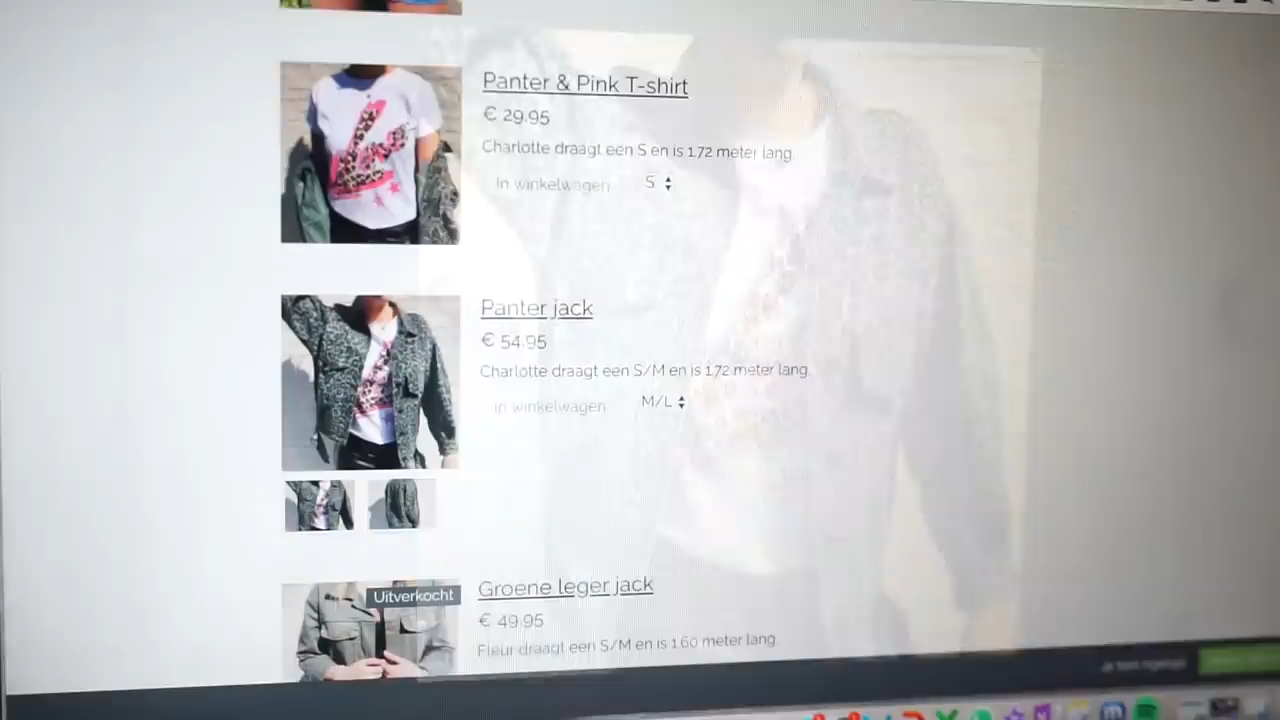 Panter & Pink T-shirt
€ 29.95
Charlotte draagt een S en is 1.72 meter lang.
In winkelwagen S
Panter jack
€ 54.95
Charlotte draagt een S/M en is 1.72 meter lang.
In winkelwagen M/L
Uitverkocht
Groene leger jack
€ 49.95
Fleur draagt een S/M en is 1.60 meter lang.